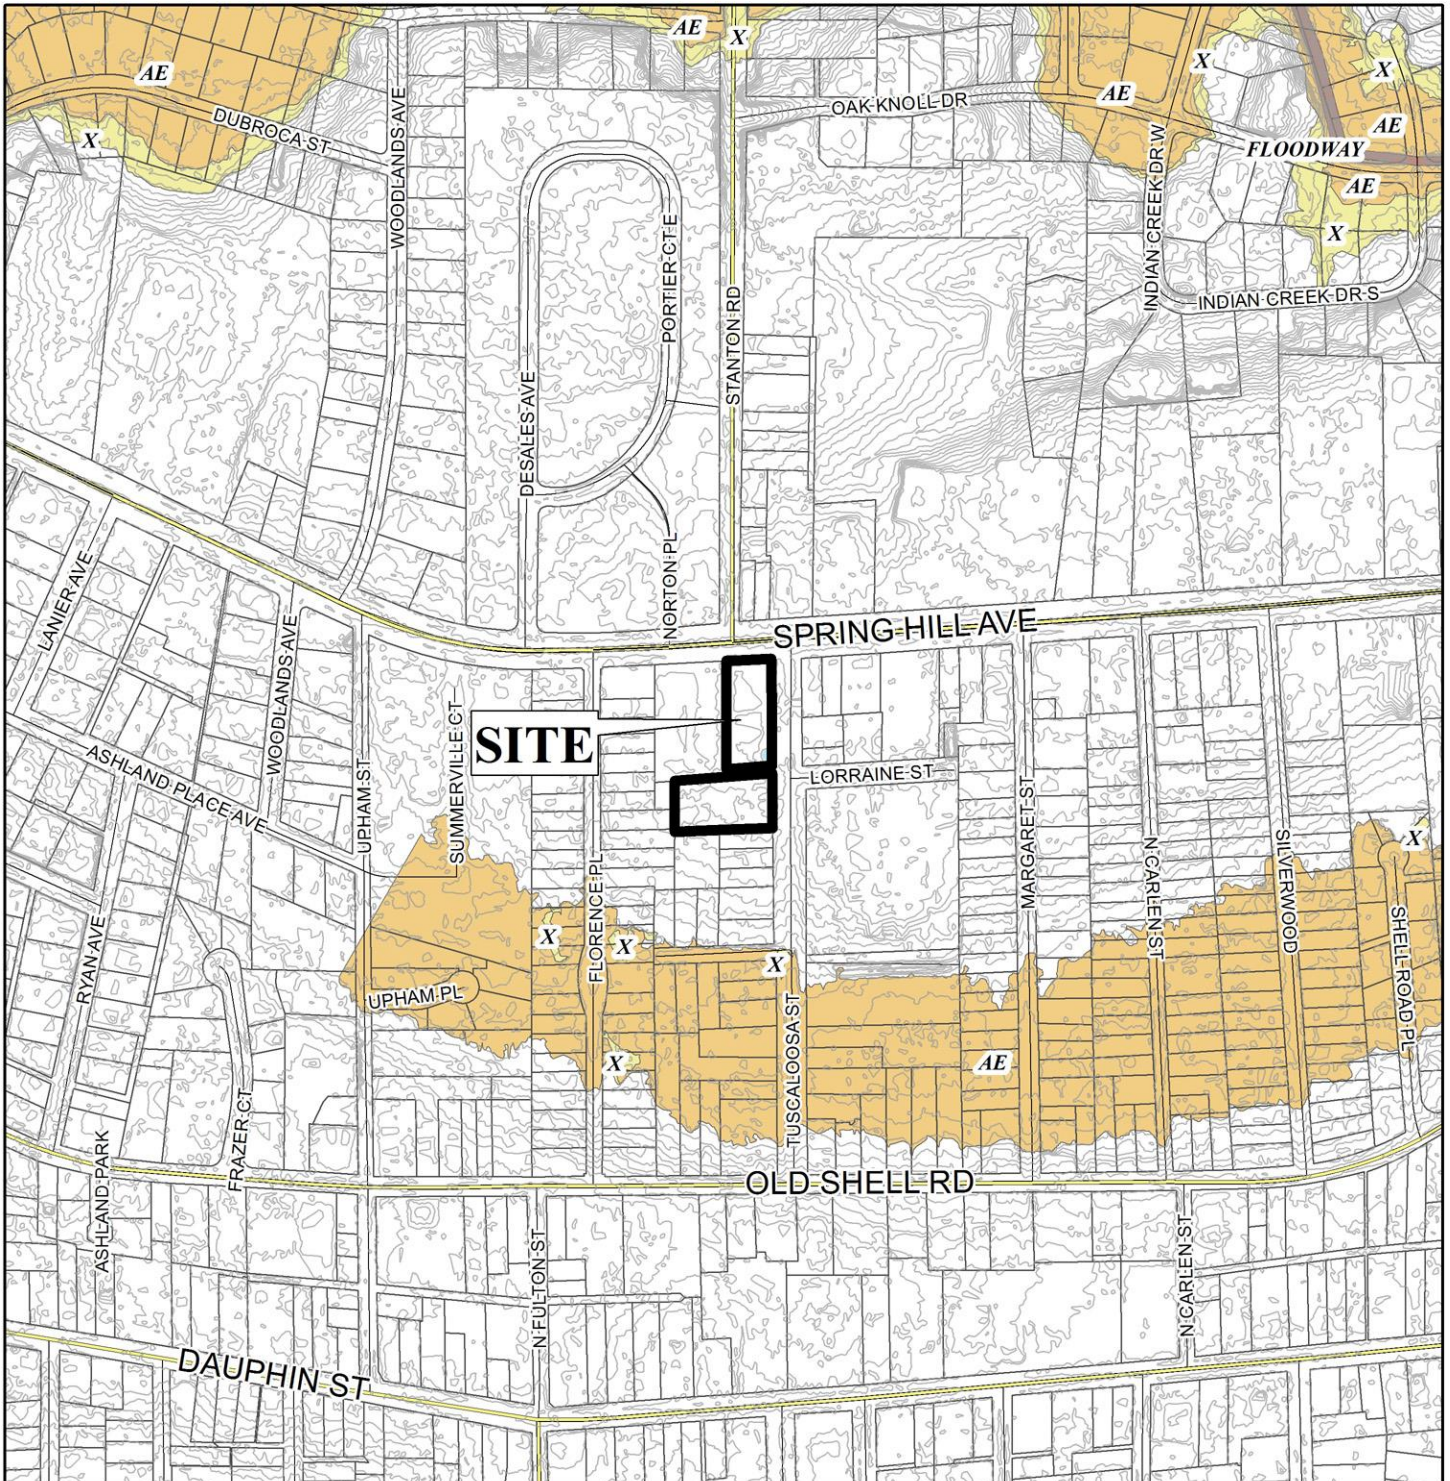 AE
X
AE
X
OAK KNOLL DR
AE
X
AE
DUBROCA ST
X
WOODLANDS AVE
FLOODWAY
AE
INDIAN CREEK DR W
X
PORTIER CT E
INDIAN CREEK DR S
STANTON RD
DESALES AVE
NORTON PL
LANIER AVE
SPRING HILL AVE
WOODLANDS AVE
SUMMERVILLE CT
SITE
ASHLAND PLACE AVE
UPHAM ST
LORRAINE ST
MARGARET ST
N CARLEN ST
SILVERWOOD
X
RYAN AVE
FLORENCE PL
X
X
X
SHELL ROAD PL
UPHAM PL
TUSCALOOSA ST
X
AE
FRAZER CT
ASHLAND PARK
OLD SHELL RD
N FULTON ST
N CARLEN ST
DAUPHIN ST